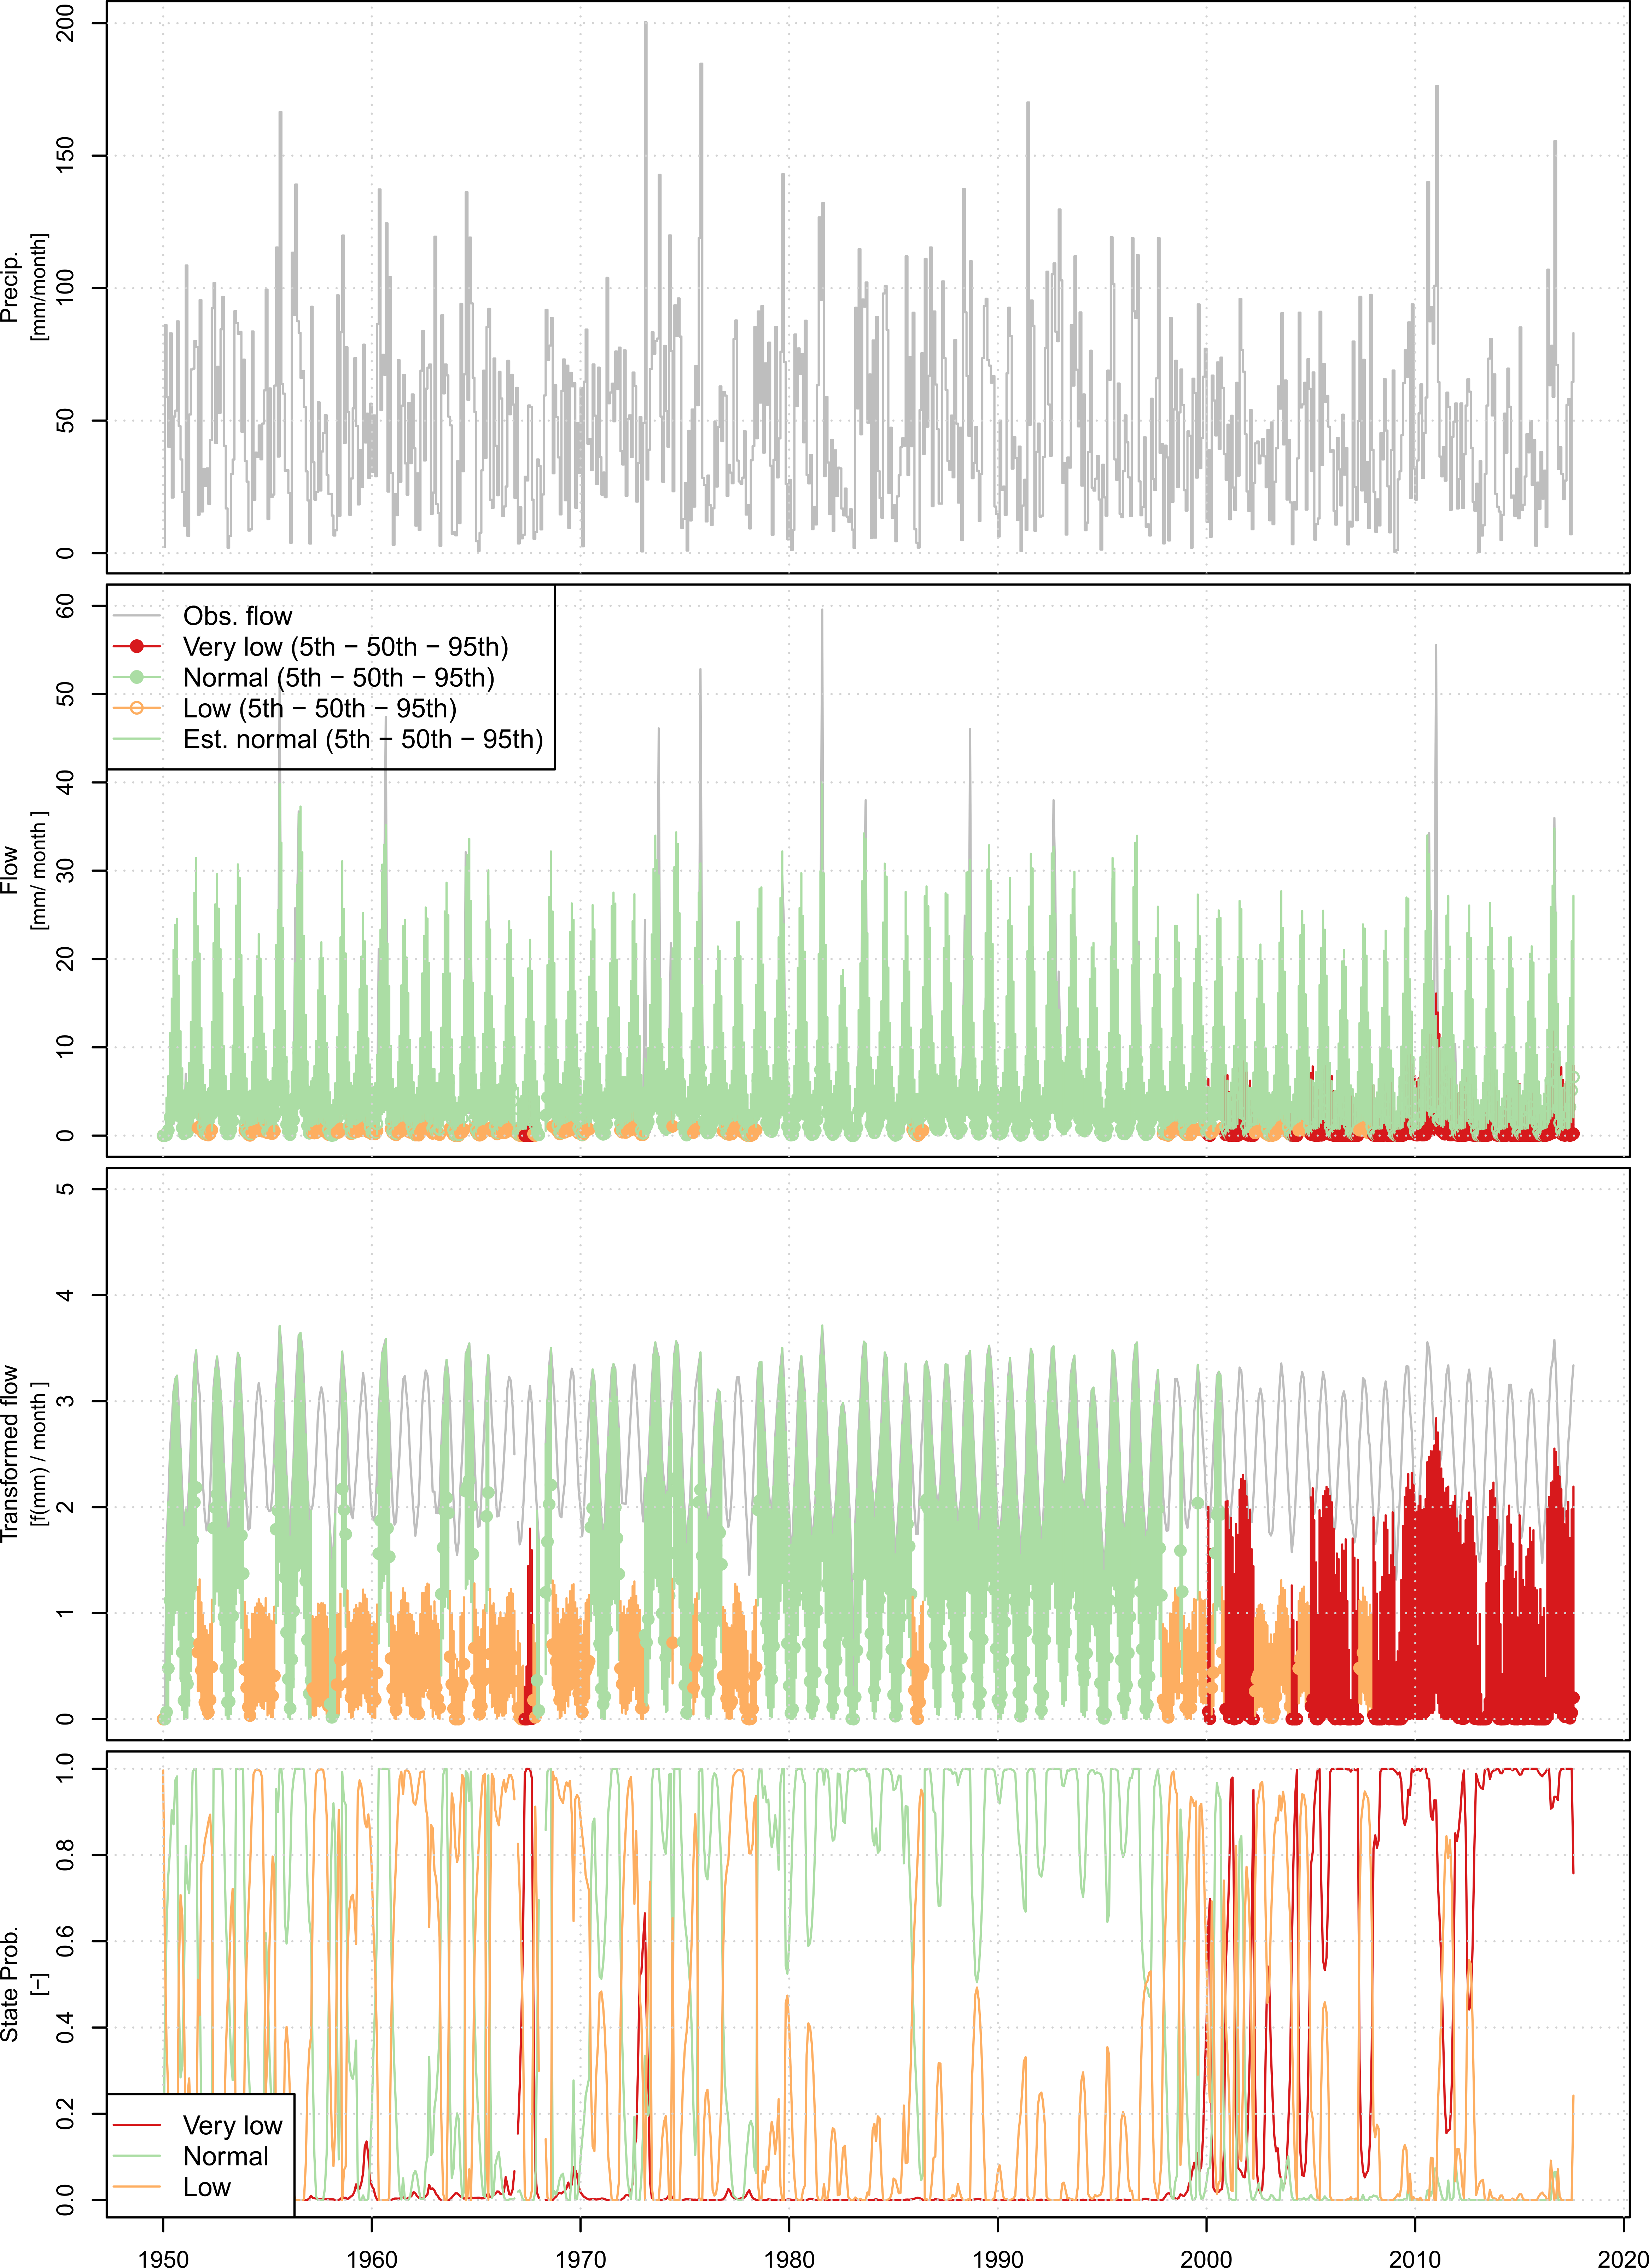 Precip.
[mm/month]
200
150
100
50
0
Flow
[mm/ month ]
60
50
40
30
20
10
0
Obs. flow
Very low (5th − 50th − 95th)
Normal (5th − 50th − 95th)
Low (5th − 50th − 95th)
Est. normal (5th − 50th − 95th)
Transformed flow
[f(mm) / month ]
5
4
3
2
1
0
State Prob.
[−]
1.0
0.8
0.6
0.4
0.2
0.0
Very low
Normal
Low
1950 1960 1970 1980 1990 2000 2010 2020